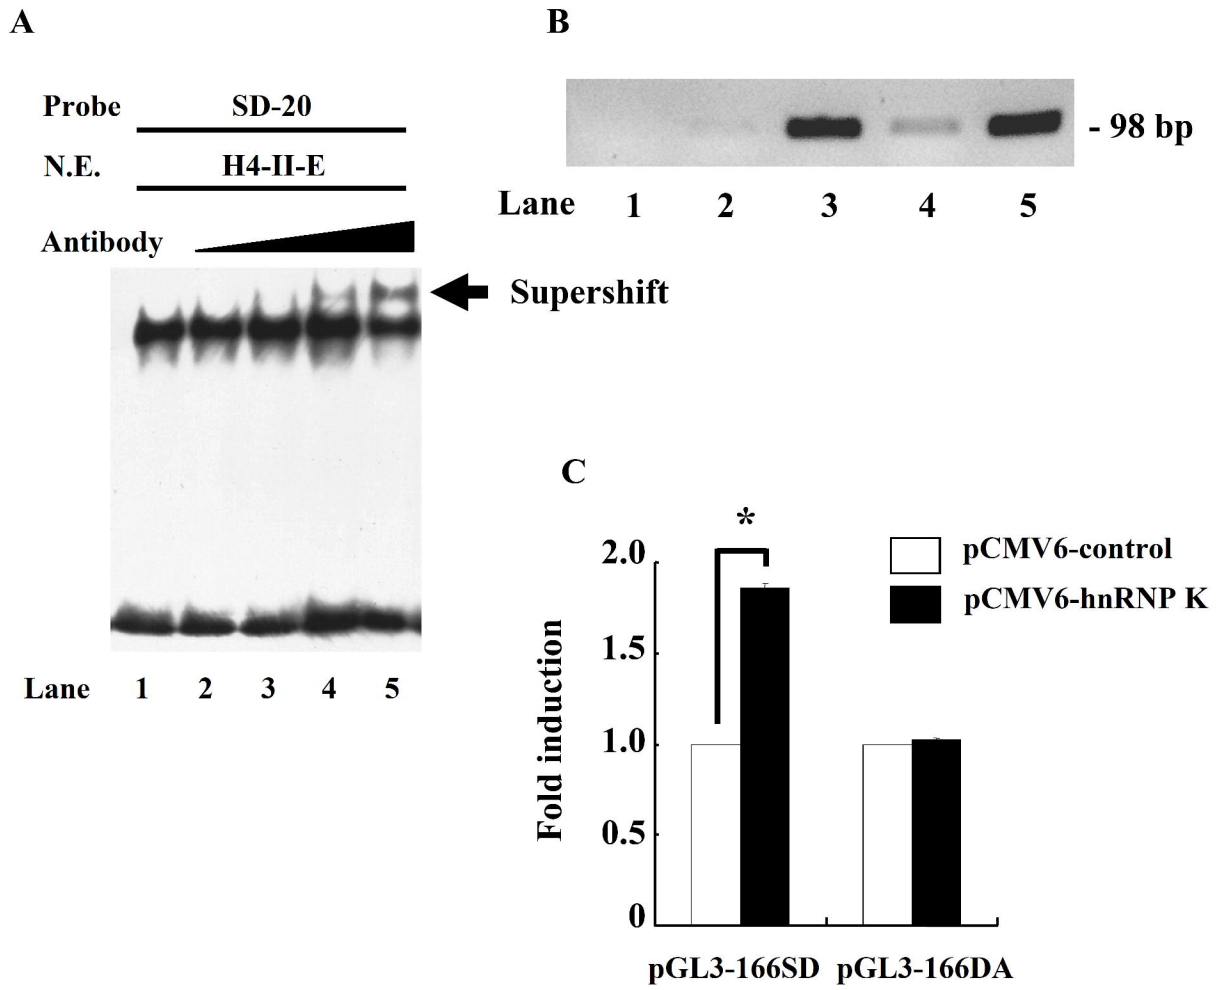 A
Probe SD-20
N.E. H4-II-E
Antibody
Supershift
Lane 1 2 3 4 5
B
- 98 bp
Lane 1 2 3 4 5
C
*
pCMV6-control
pCMV6-hnRNP K
Fold induction
2.0
1.5
1.0
0.5
0
pGL3-166SD pGL3-166DA